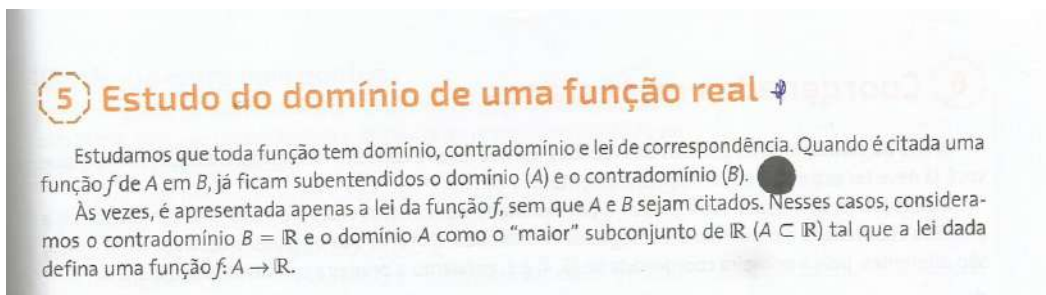 5 Estudo do domínio de uma função real
Estudamos que toda função tem domínio, contradomínio e lei de correspondência. Quando é citada uma
função f de A em B, já ficam subentendidos o domínio (A) e o contradomínio (B).
Às vezes, é apresentada apenas a lei da função f, sem que A e B sejam citados. Nesses casos, considera-
mos o contradomínio B = ℝ e o domínio A como o “maior” subconjunto de ℝ (A ⊂ ℝ) tal que a lei dada
defina uma função f: A → ℝ.